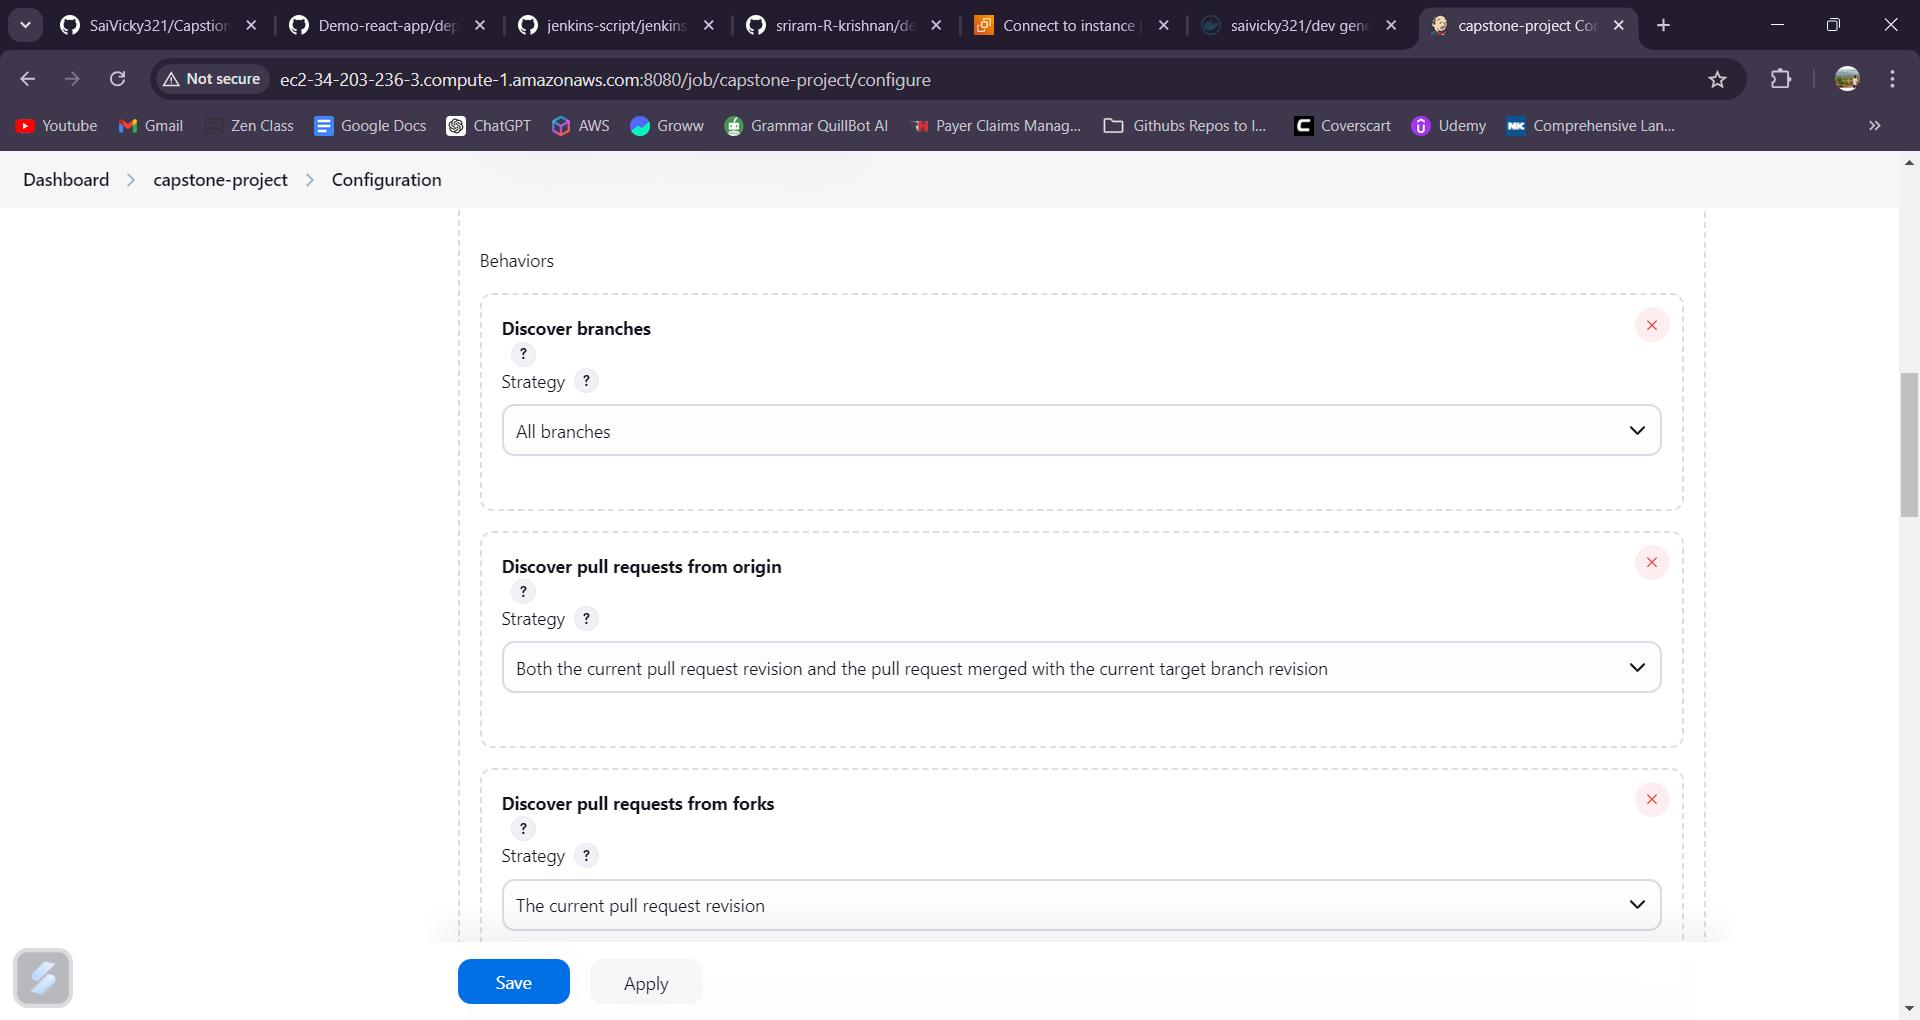 SaiVicky321/Capstion
Demo-react-app/dep
jenkins-script/jenkins
sriram-R-krishnan/de
Connect to instance |
saivicky321/dev gene
capstone-project Cor
Not secure
ec2-34-203-236-3.compute-1.amazonaws.com:8080/job/capstone-project/configure
Youtube
Gmail
Zen Class
Google Docs
ChatGPT
AWS
Groww
Grammar QuillBot AI
Payer Claims Manag...
Githubs Repos to l...
Coverscart
Udemy
NK
Comprehensive Lan...
Dashboard > capstone-project > Configuration
Behaviors
Discover branches
?
Strategy ?
All branches
Discover pull requests from origin
?
Strategy ?
Both the current pull request revision and the pull request merged with the current target branch revision
Discover pull requests from forks
?
Strategy ?
The current pull request revision
Save
Apply